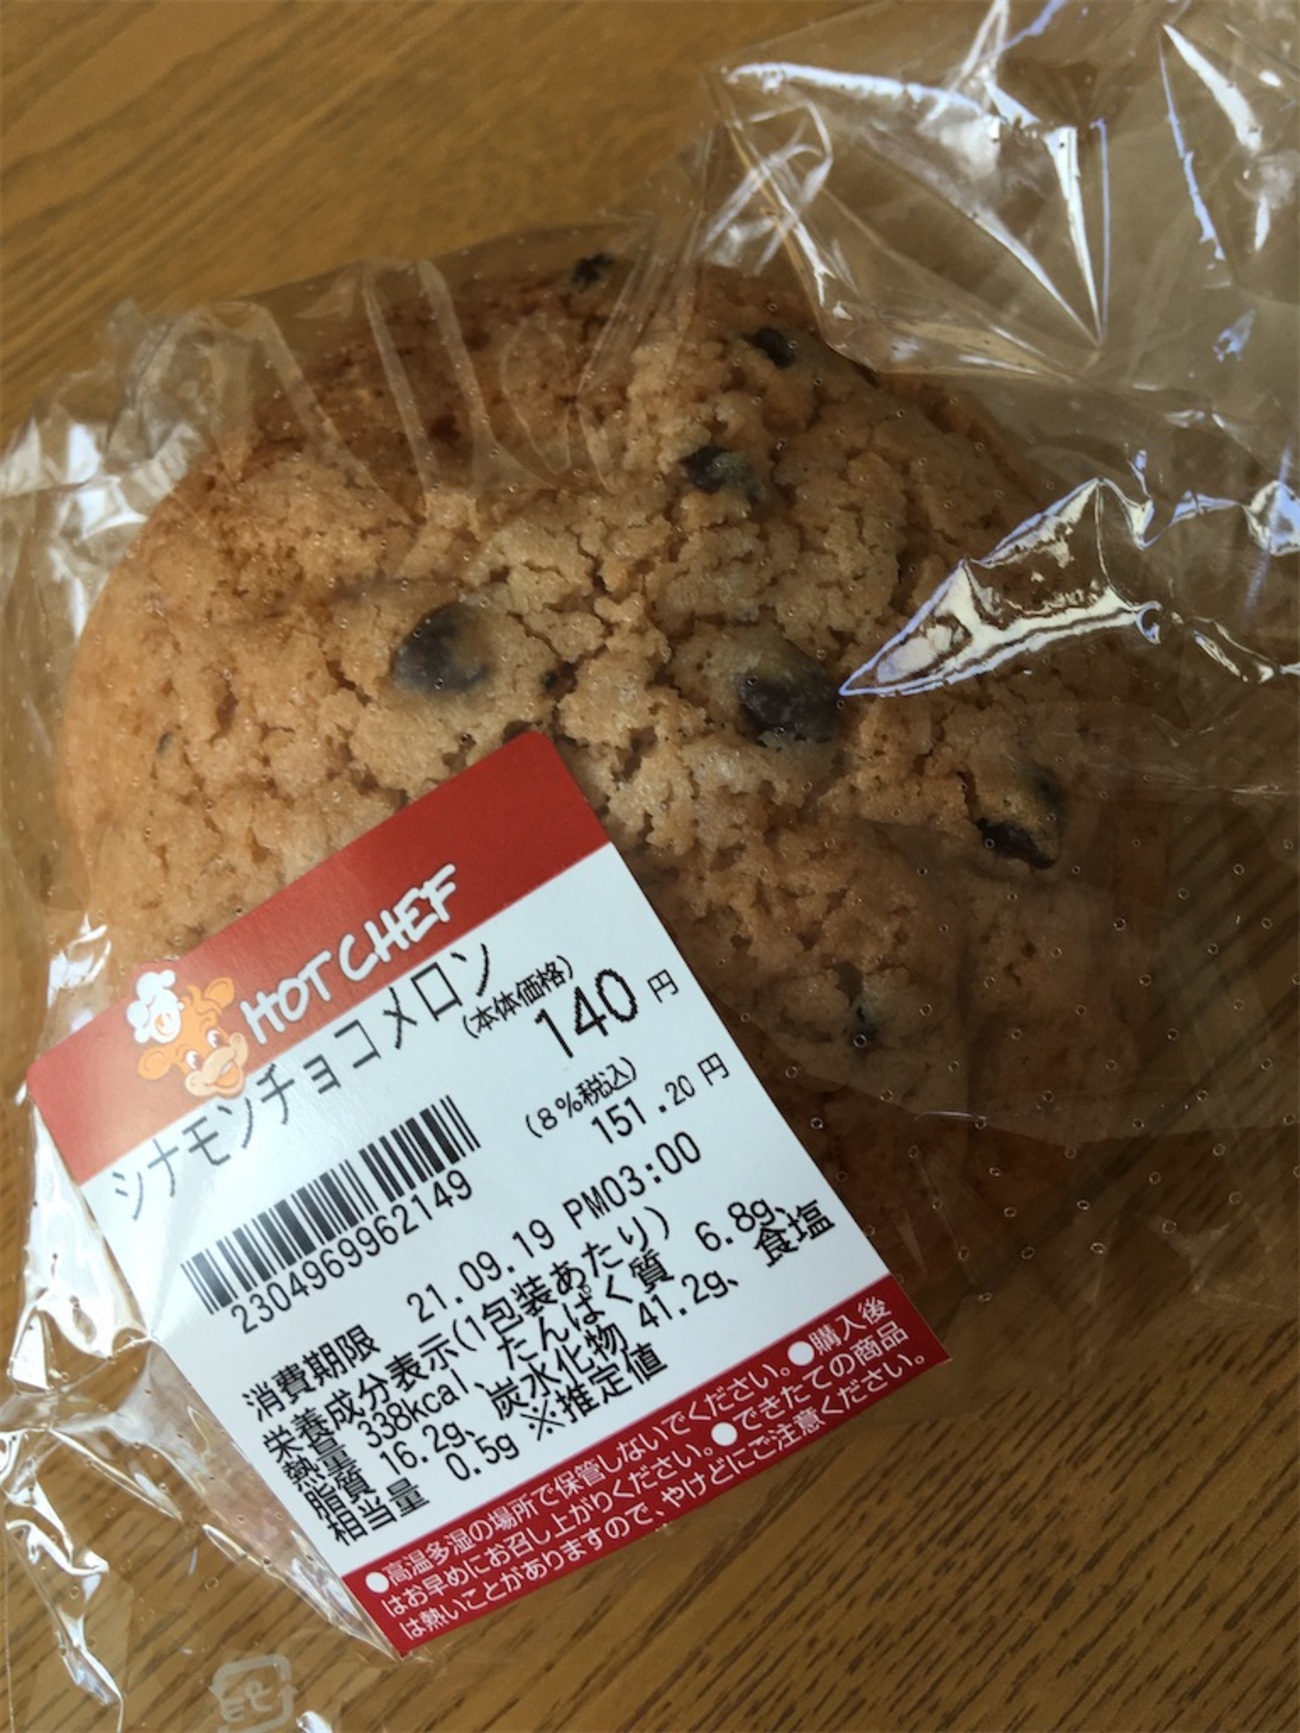 HOT CHEF
シナモンチョコメロン
(本体価格)
140 円
(8%税込)
151.20 円
2304969962149
消費期限 21.09.19 PM03:00
栄養成分表示(1包装あたり)
熱量 338kcal、たんぱく質 6.8g、
脂質 16.2g、炭水化物 41.2g、食塩
相当量 0.5g ※推定値
●高温多湿の場所で保管しないでください。●購入後
はお早めにお召し上がりください。●できたての商品
は熱いことがありますので、やけどにご注意ください。